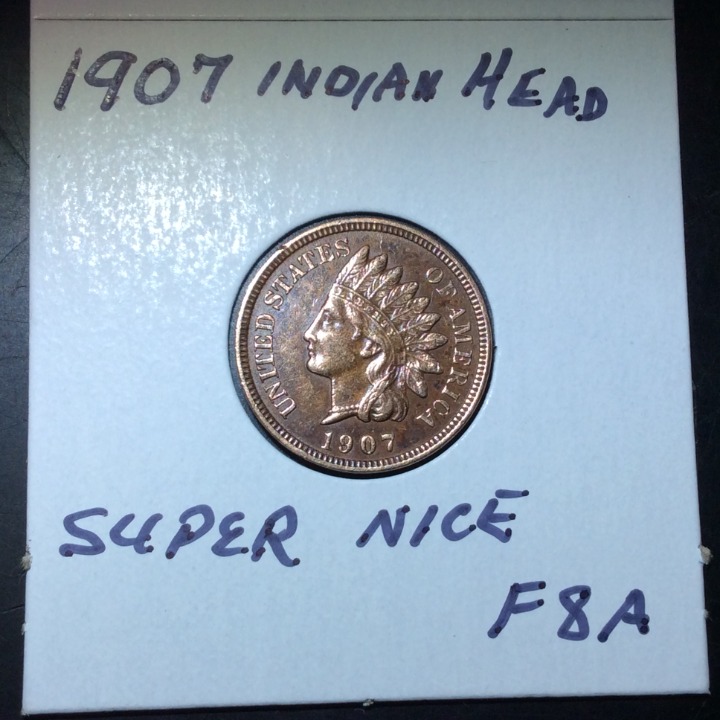 1907 INDIAN HEAD
UNITED STATES OF AMERICA
1907
SUPER NICE
F8A